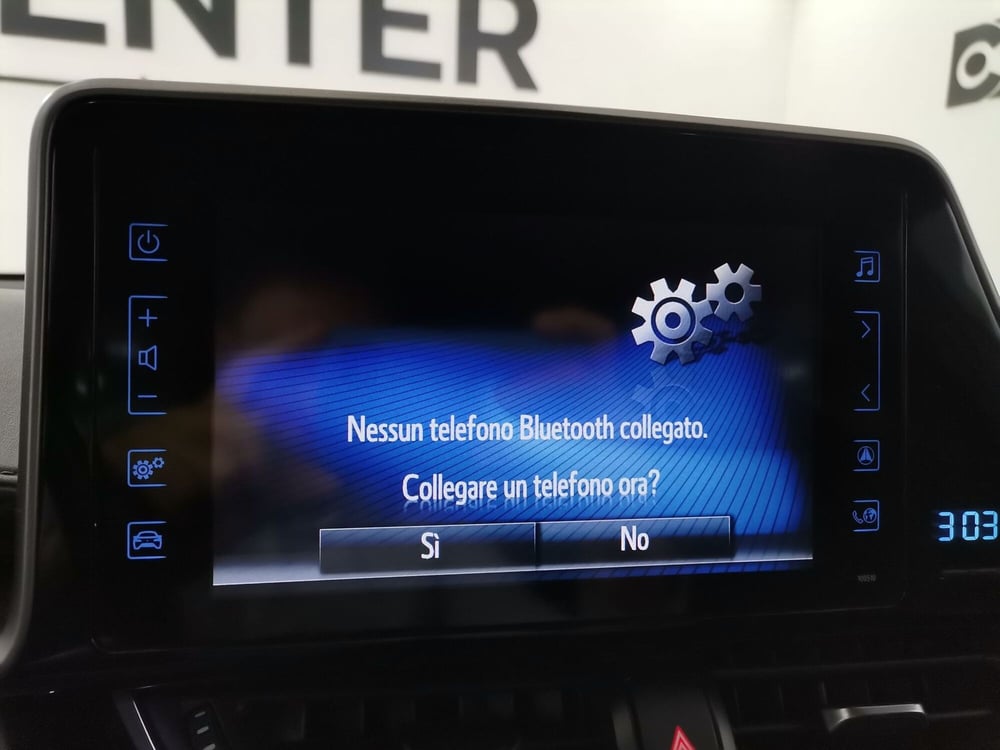 ENTER
Nessun telefono Bluetooth collegato.
Collegare un telefono ora?
Sì
No
303